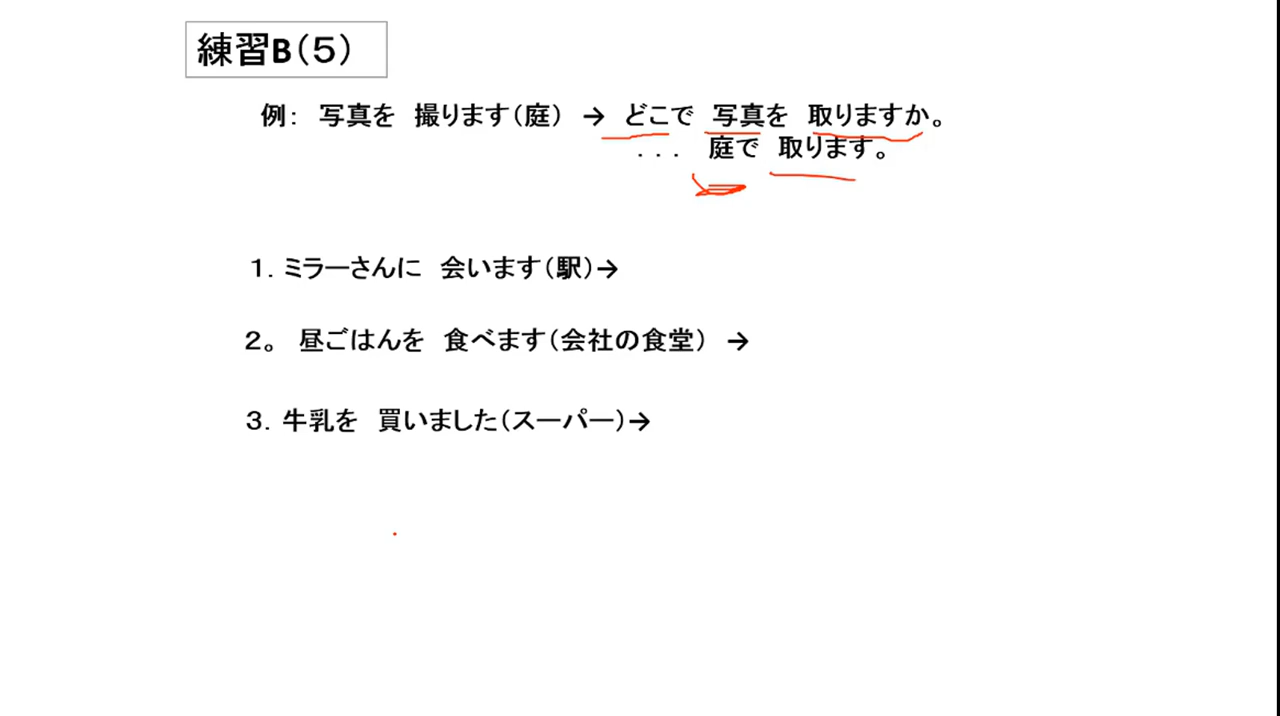 練習B（５）
例： 写真を 撮ります（庭） → どこで 写真を 取りますか。
... 庭で 取ります。
１．ミラーさんに 会います（駅）→
２。 昼ごはんを 食べます（会社の食堂） →
３．牛乳を 買いました（スーパー）→